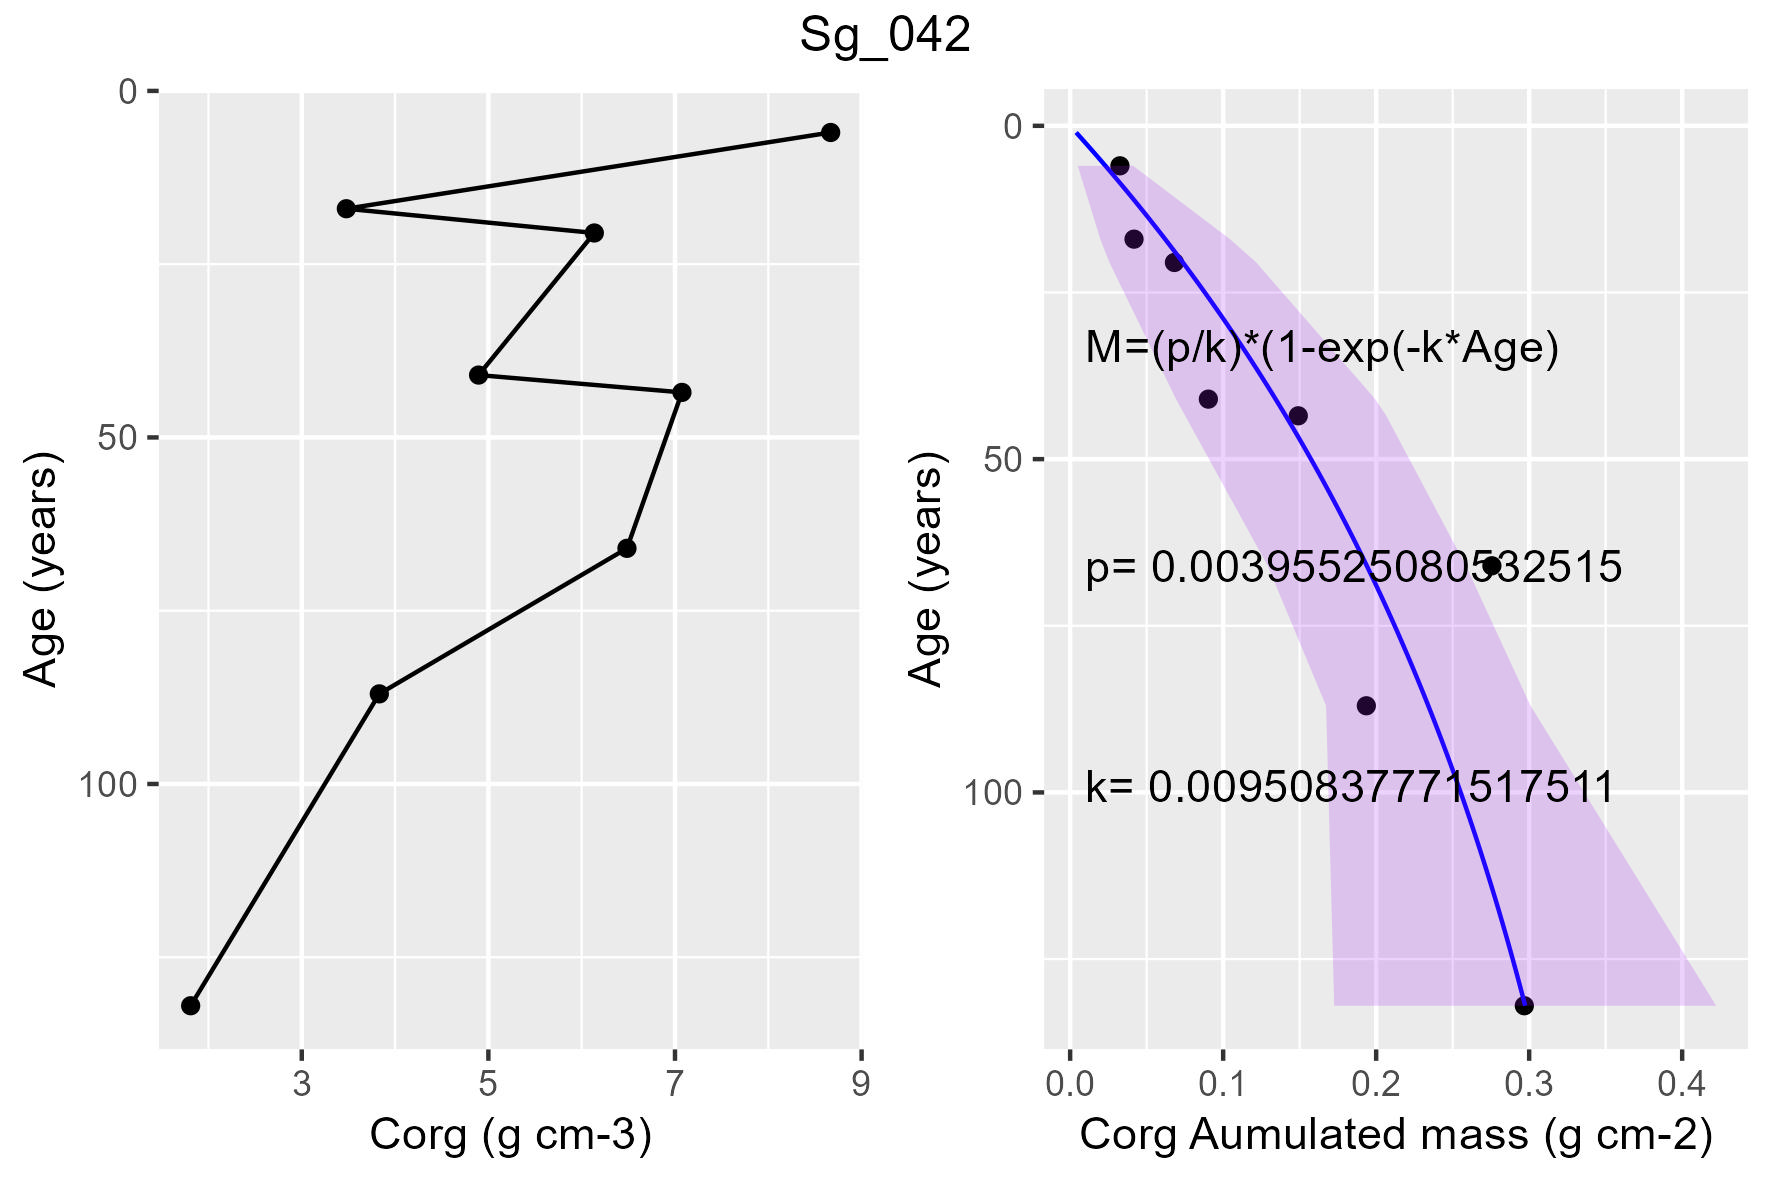 Sg_042
0
50
100
Age (years)
3 5 7 9
Corg (g cm-3)
0
50
100
Age (years)
M=(p/k)*(1-exp(-k*Age)
p= 0.00395525080532515
k= 0.00950837771517511
0.0 0.1 0.2 0.3 0.4
Corg Aumulated mass (g cm-2)